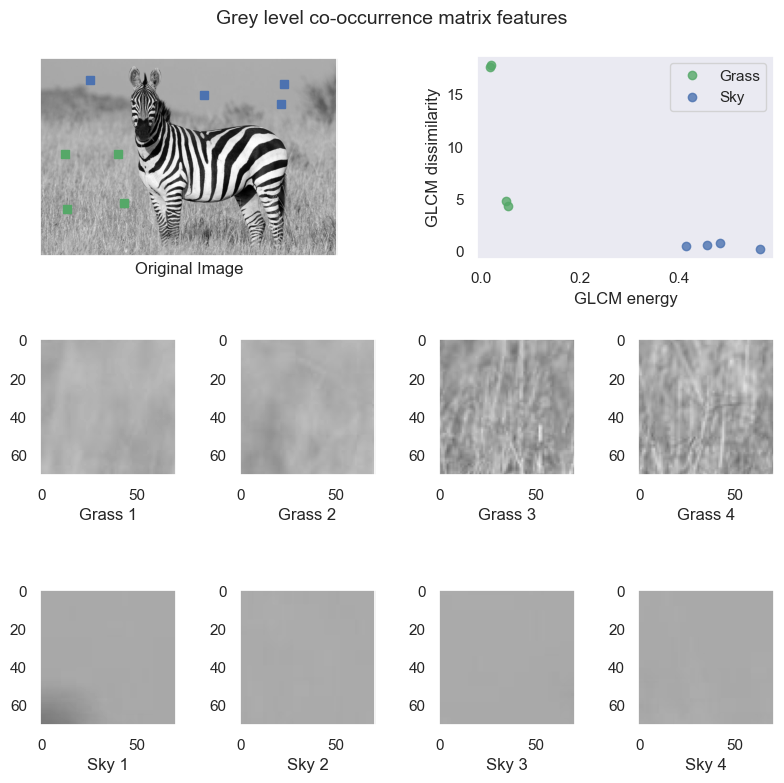 Grey level co-occurrence matrix features
Original Image
GLCM dissimilarity
15
10
5
0
0.0 0.2 0.4
GLCM energy
Grass
Sky
0
20
40
60
0 50
Grass 1
0
20
40
60
0 50
Grass 2
0
20
40
60
0 50
Grass 3
0
20
40
60
0 50
Grass 4
0
20
40
60
0 50
Sky 1
0
20
40
60
0 50
Sky 2
0
20
40
60
0 50
Sky 3
0
20
40
60
0 50
Sky 4